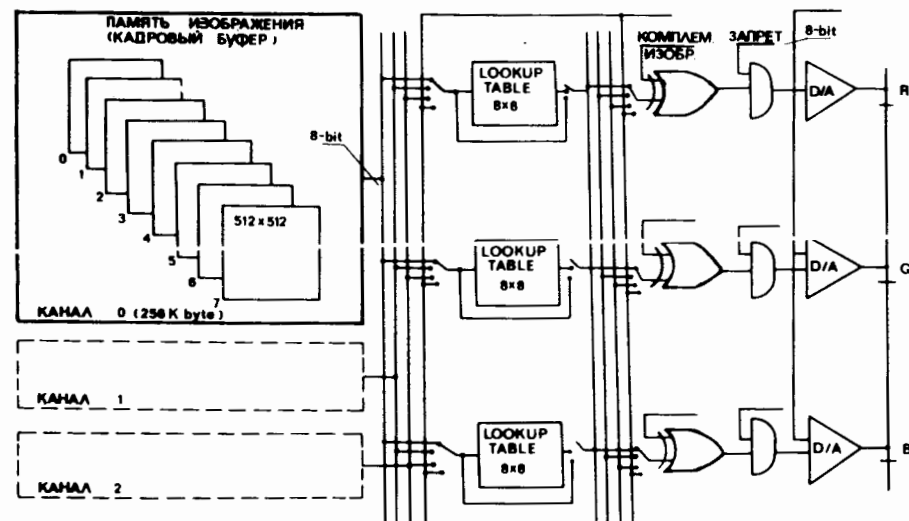 ПАМЯТЬ ИЗОБРАЖЕНИЯ
(КАДРОВЫЙ БУФЕР)
0
1
2
3
4
5
6
7
512 x 512
КАНАЛ 0 (256 K byte)
КАНАЛ 1
КАНАЛ 2
8-bit
LOOKUP
TABLE
8x8
КОМПЛЕМ
ИЗОБР.
ЗАПРЕТ
8-bit
D/A
R
LOOKUP
TABLE
8x8
D/A
G
LOOKUP
TABLE
8x8
D/A
B